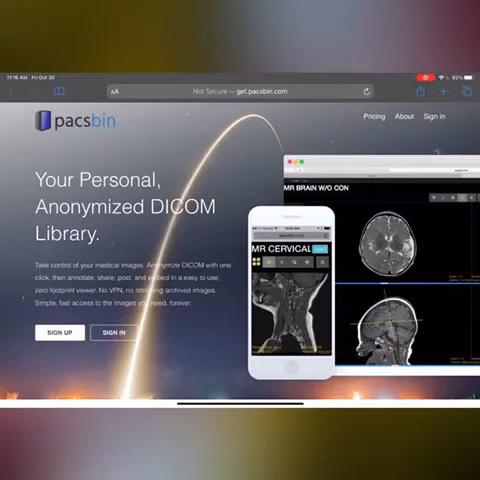 11:16 AM Fri Oct 30
92%
AA
Not Secure — get.pacsbin.com
pacsbin
Pricing About Sign in
Your Personal,
Anonymized DICOM
Library.
Take control of your medical images. Anonymize DICOM with one
click, then annotate, share, post, and embed in a easy to use,
zero footprint viewer. No VPN, no retrieving archived images.
Simple, fast access to the images you need, forever.
SIGN UP
SIGN IN
MR BRAIN W/O CON
MR CERVICAL